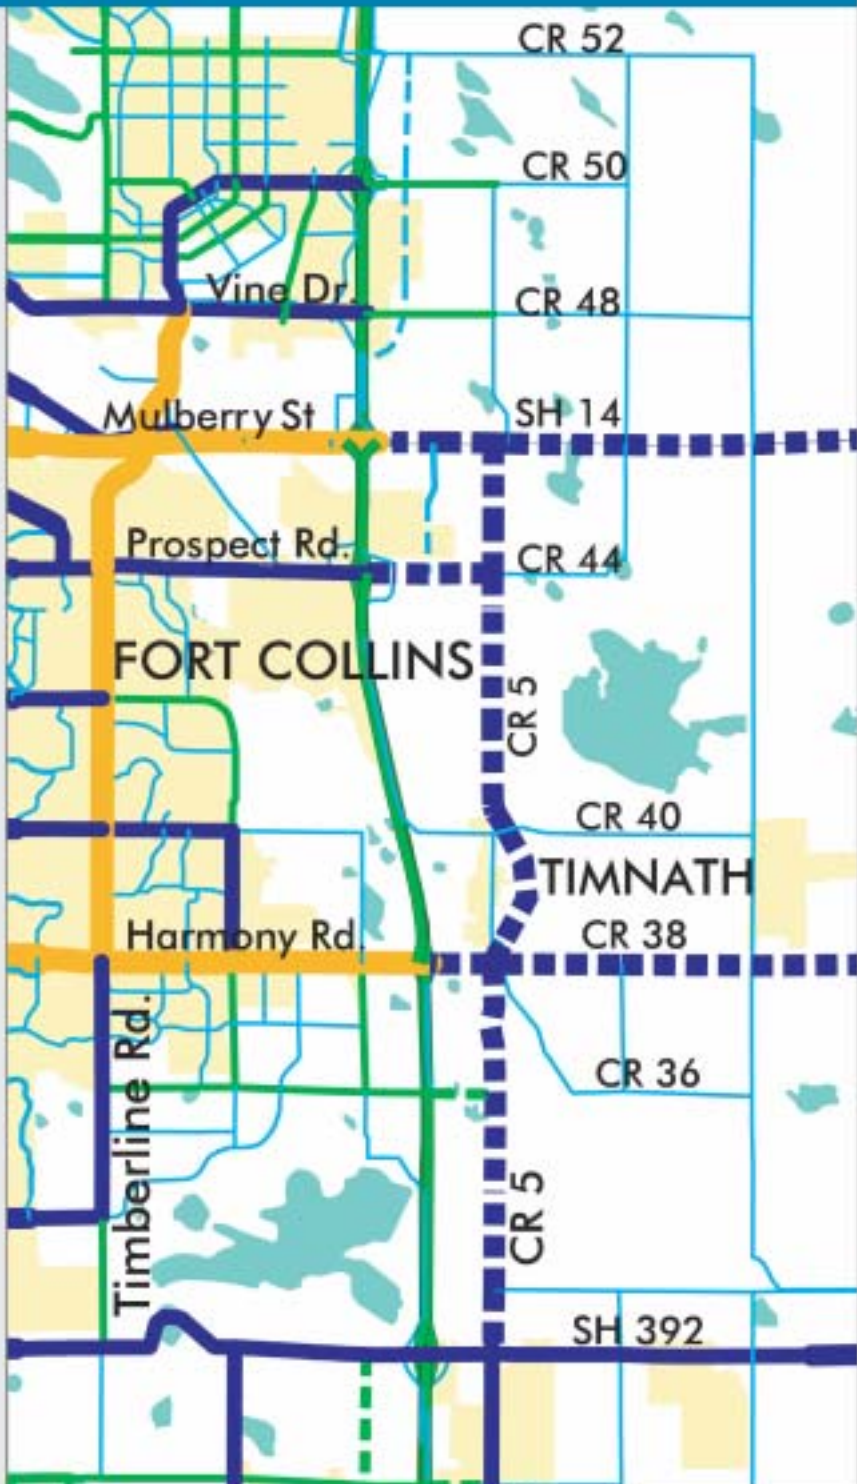 CR 52
CR 50
Vine Dr.
CR 48
Mulberry St
SH 14
Prospect Rd.
CR 44
FORT COLLINS
CR 5
CR 40
TIMNATH
Harmony Rd.
CR 38
Timberline Rd.
CR 36
CR 5
SH 392